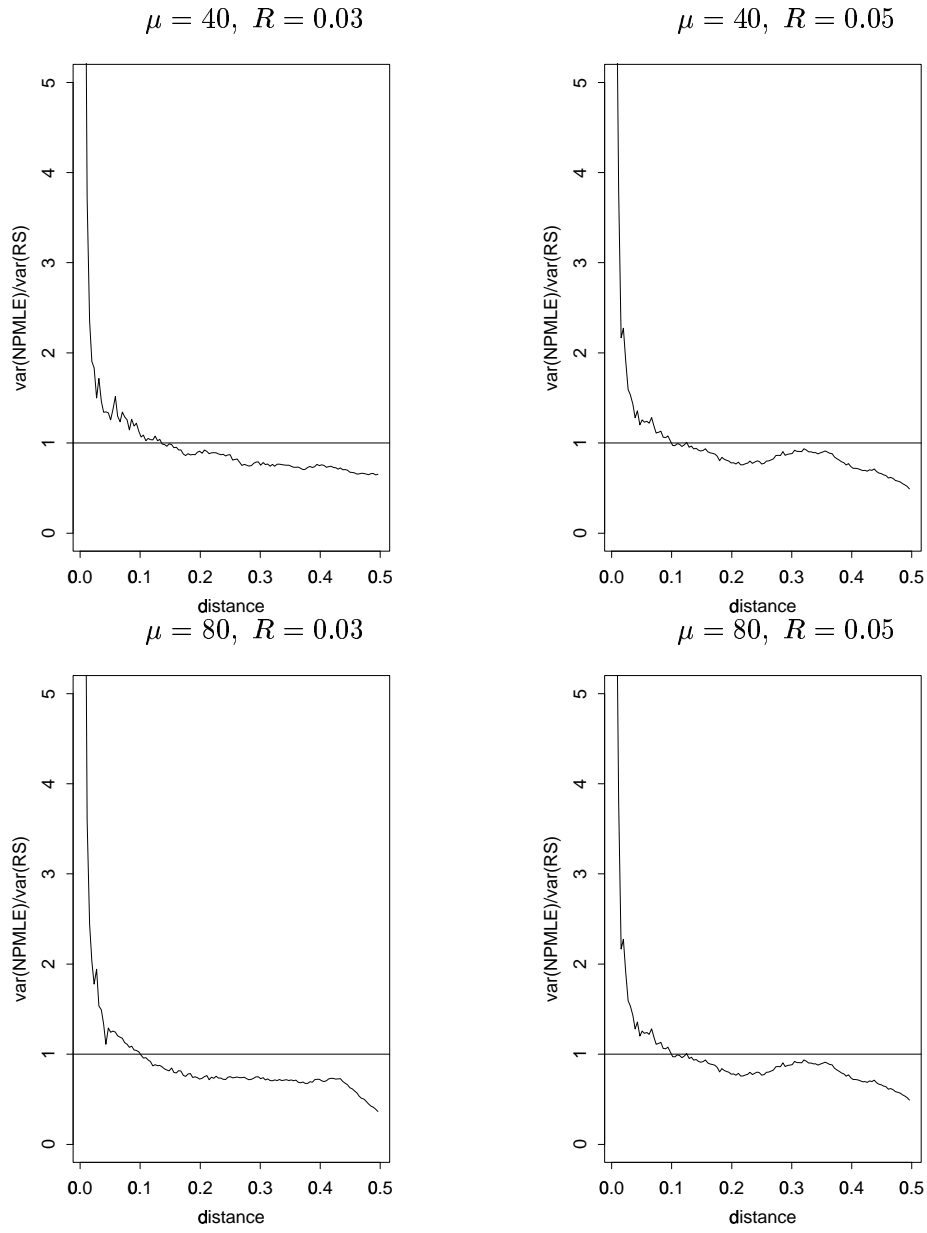 μ = 40, R = 0.03
var(NPMLE)/var(RS)
5
4
3
2
1
0
0.0 0.1 0.2 0.3 0.4 0.5
distance
μ = 40, R = 0.05
var(NPMLE)/var(RS)
5
4
3
2
1
0
0.0 0.1 0.2 0.3 0.4 0.5
distance
μ = 80, R = 0.03
var(NPMLE)/var(RS)
5
4
3
2
1
0
0.0 0.1 0.2 0.3 0.4 0.5
distance
μ = 80, R = 0.05
var(NPMLE)/var(RS)
5
4
3
2
1
0
0.0 0.1 0.2 0.3 0.4 0.5
distance